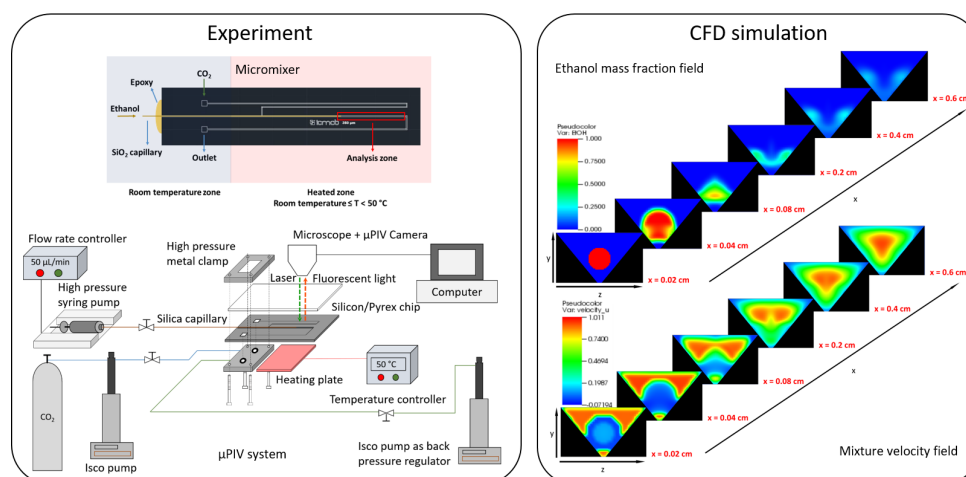 Experiment
Micromixer
CO₂
Epoxy
Ethanol
SiO₂ capillary
Outlet
Analysis zone
Room temperature zone
Heated zone
Room temperature ≤ T < 50 °C
Flow rate controller
50 µL/min
High pressure
syring pump
High pressure
metal clamp
Microscope + µPIV Camera
Laser
Fluorescent light
Computer
Silicon/Pyrex chip
Silica capillary
Heating plate
50 °C
Temperature controller
CO₂
Isco pump
µPIV system
Isco pump as back
pressure regulator
CFD simulation
Ethanol mass fraction field
Pseudocolor
1.000
0.7500
0.5000
0.2500
0.000
y
z
x = 0.02 cm
x = 0.04 cm
x = 0.08 cm
x = 0.2 cm
x = 0.4 cm
x = 0.6 cm
x
Pseudocolor
Var: velocity_u
1.011
0.7400
0.4694
0.1987
-0.07194
y
z
x = 0.02 cm
x = 0.04 cm
x = 0.08 cm
x = 0.2 cm
x = 0.4 cm
x = 0.6 cm
x
Mixture velocity field